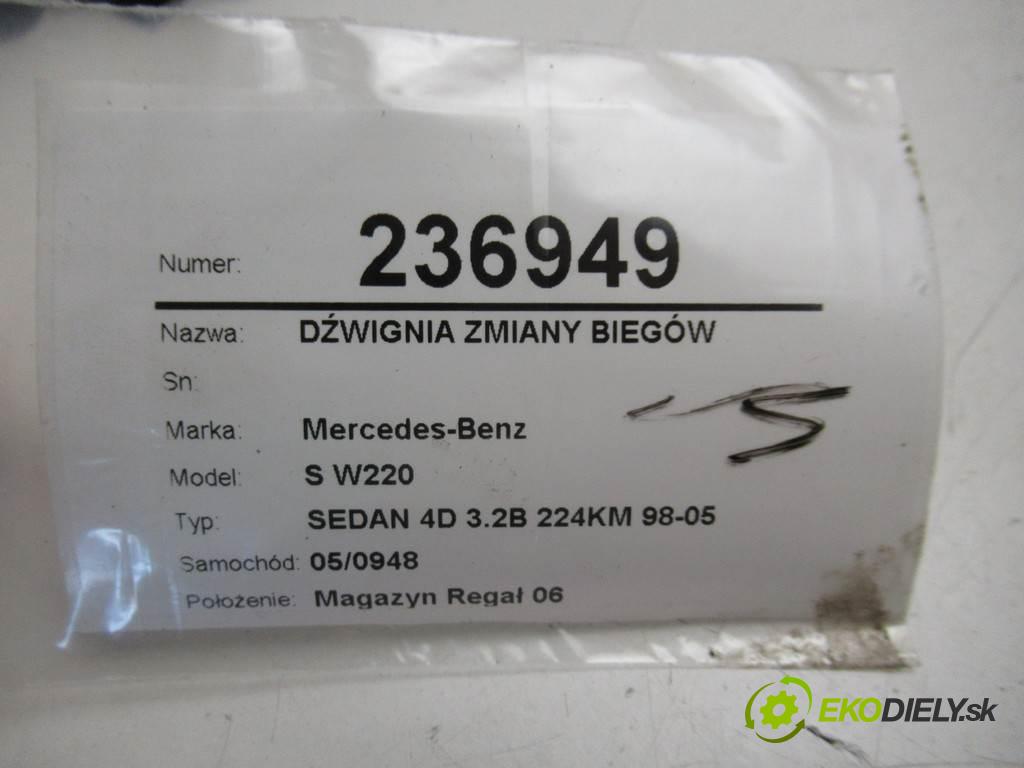 Numer: 236949
Nazwa: DŹWIGNIA ZMIANY BIEGÓW
Sn:
Marka: Mercedes-Benz
Model: S W220
Typ: SEDAN 4D 3.2B 224KM 98-05
Samochód: 05/0948
Położenie: Magazyn Regał 06
EKODIELY.sk